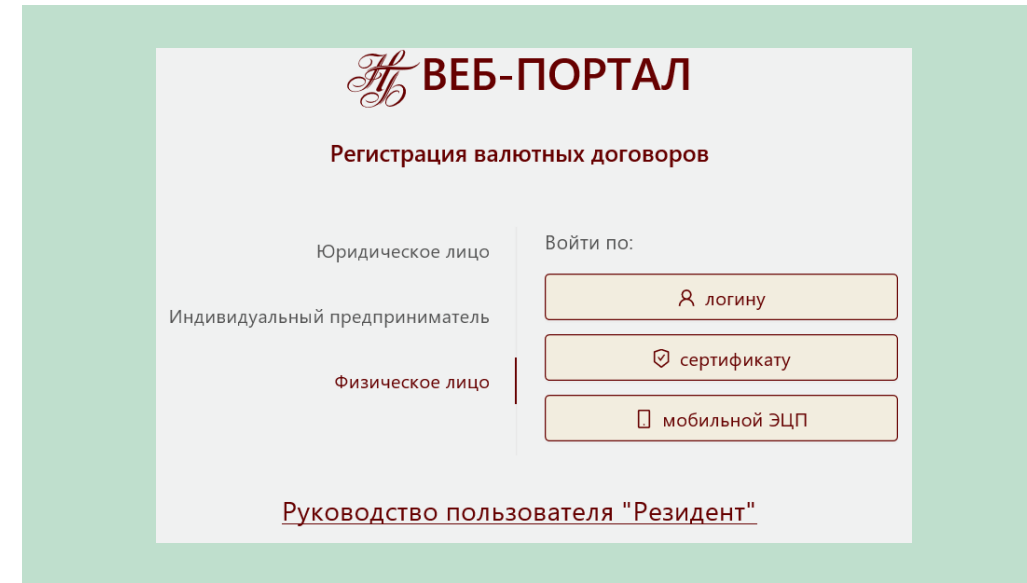 НБ ВЕБ-ПОРТАЛ
Регистрация валютных договоров
Юридическое лицо
Индивидуальный предприниматель
Физическое лицо
Войти по:
логину
сертификату
мобильной ЭЦП
Руководство пользователя "Резидент"